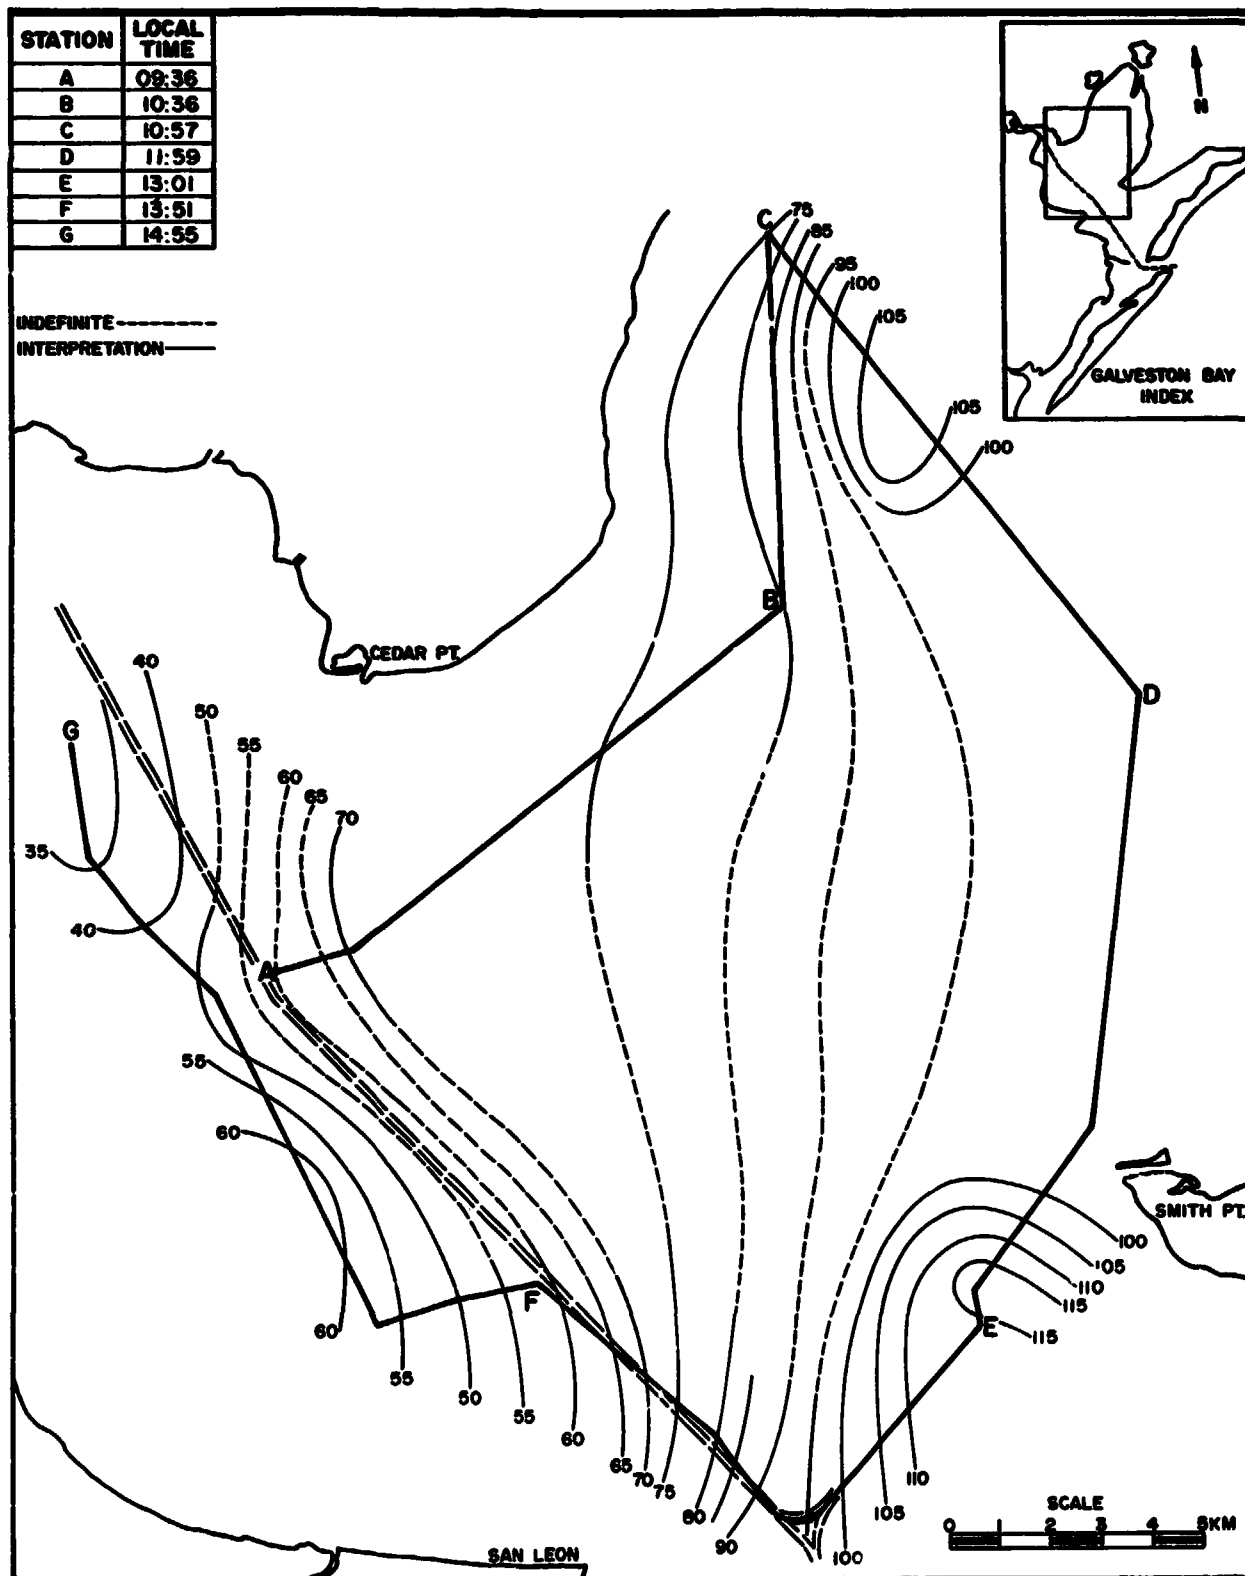 STATION LOCAL TIME
A 09:36
B 10:36
C 10:57
D 11:59
E 13:01
F 13:51
G 14:55
INDEFINITE
INTERPRETATION
N
GALVESTON BAY
INDEX
C
75
85
95
100
105
105
100
B
CEDAR PT.
D
40
50
G
55
60
65
70
35
40
A
55
60
SMITH PT.
100
105
110
115
F
E
115
60
55
50
55
60
65
70
75
80
90
100
105
110
SCALE
0 1 2 3 4 5KM
SAN LEON